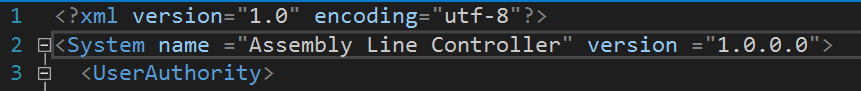 1 <?xml version="1.0" encoding="utf-8"?>
2 <System name ="Assembly Line Controller" version ="1.0.0.0">
3 <UserAuthority>